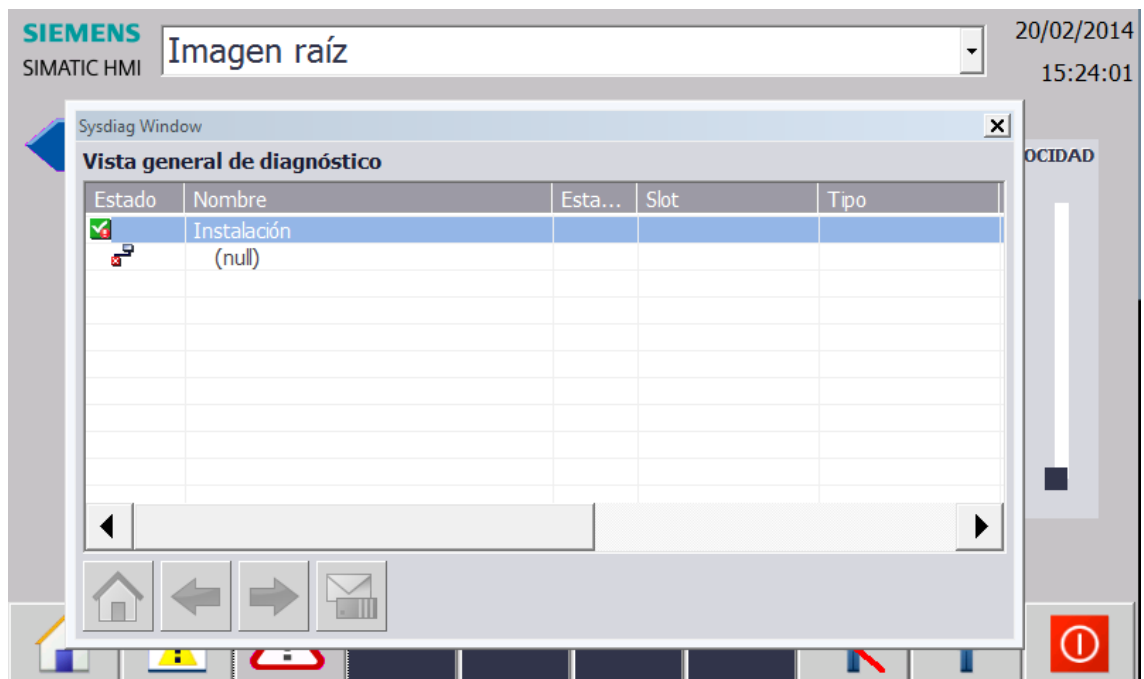 SIEMENS
SIMATIC HMI
Imagen raíz
20/02/2014
15:24:01
Sysdiag Window
Vista general de diagnóstico
Estado Nombre Esta... Slot Tipo
Instalación
(null)
OCIDAD